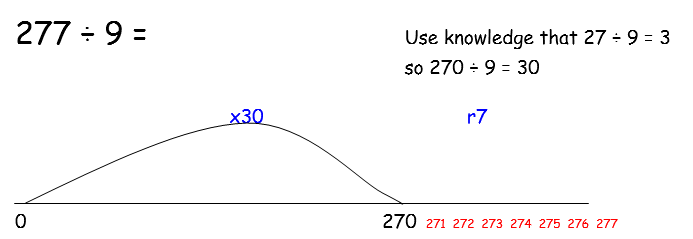 277 ÷ 9 =
Use knowledge that 27 ÷ 9 = 3
so 270 ÷ 9 = 30
x30
r7
0 270 271 272 273 274 275 276 277